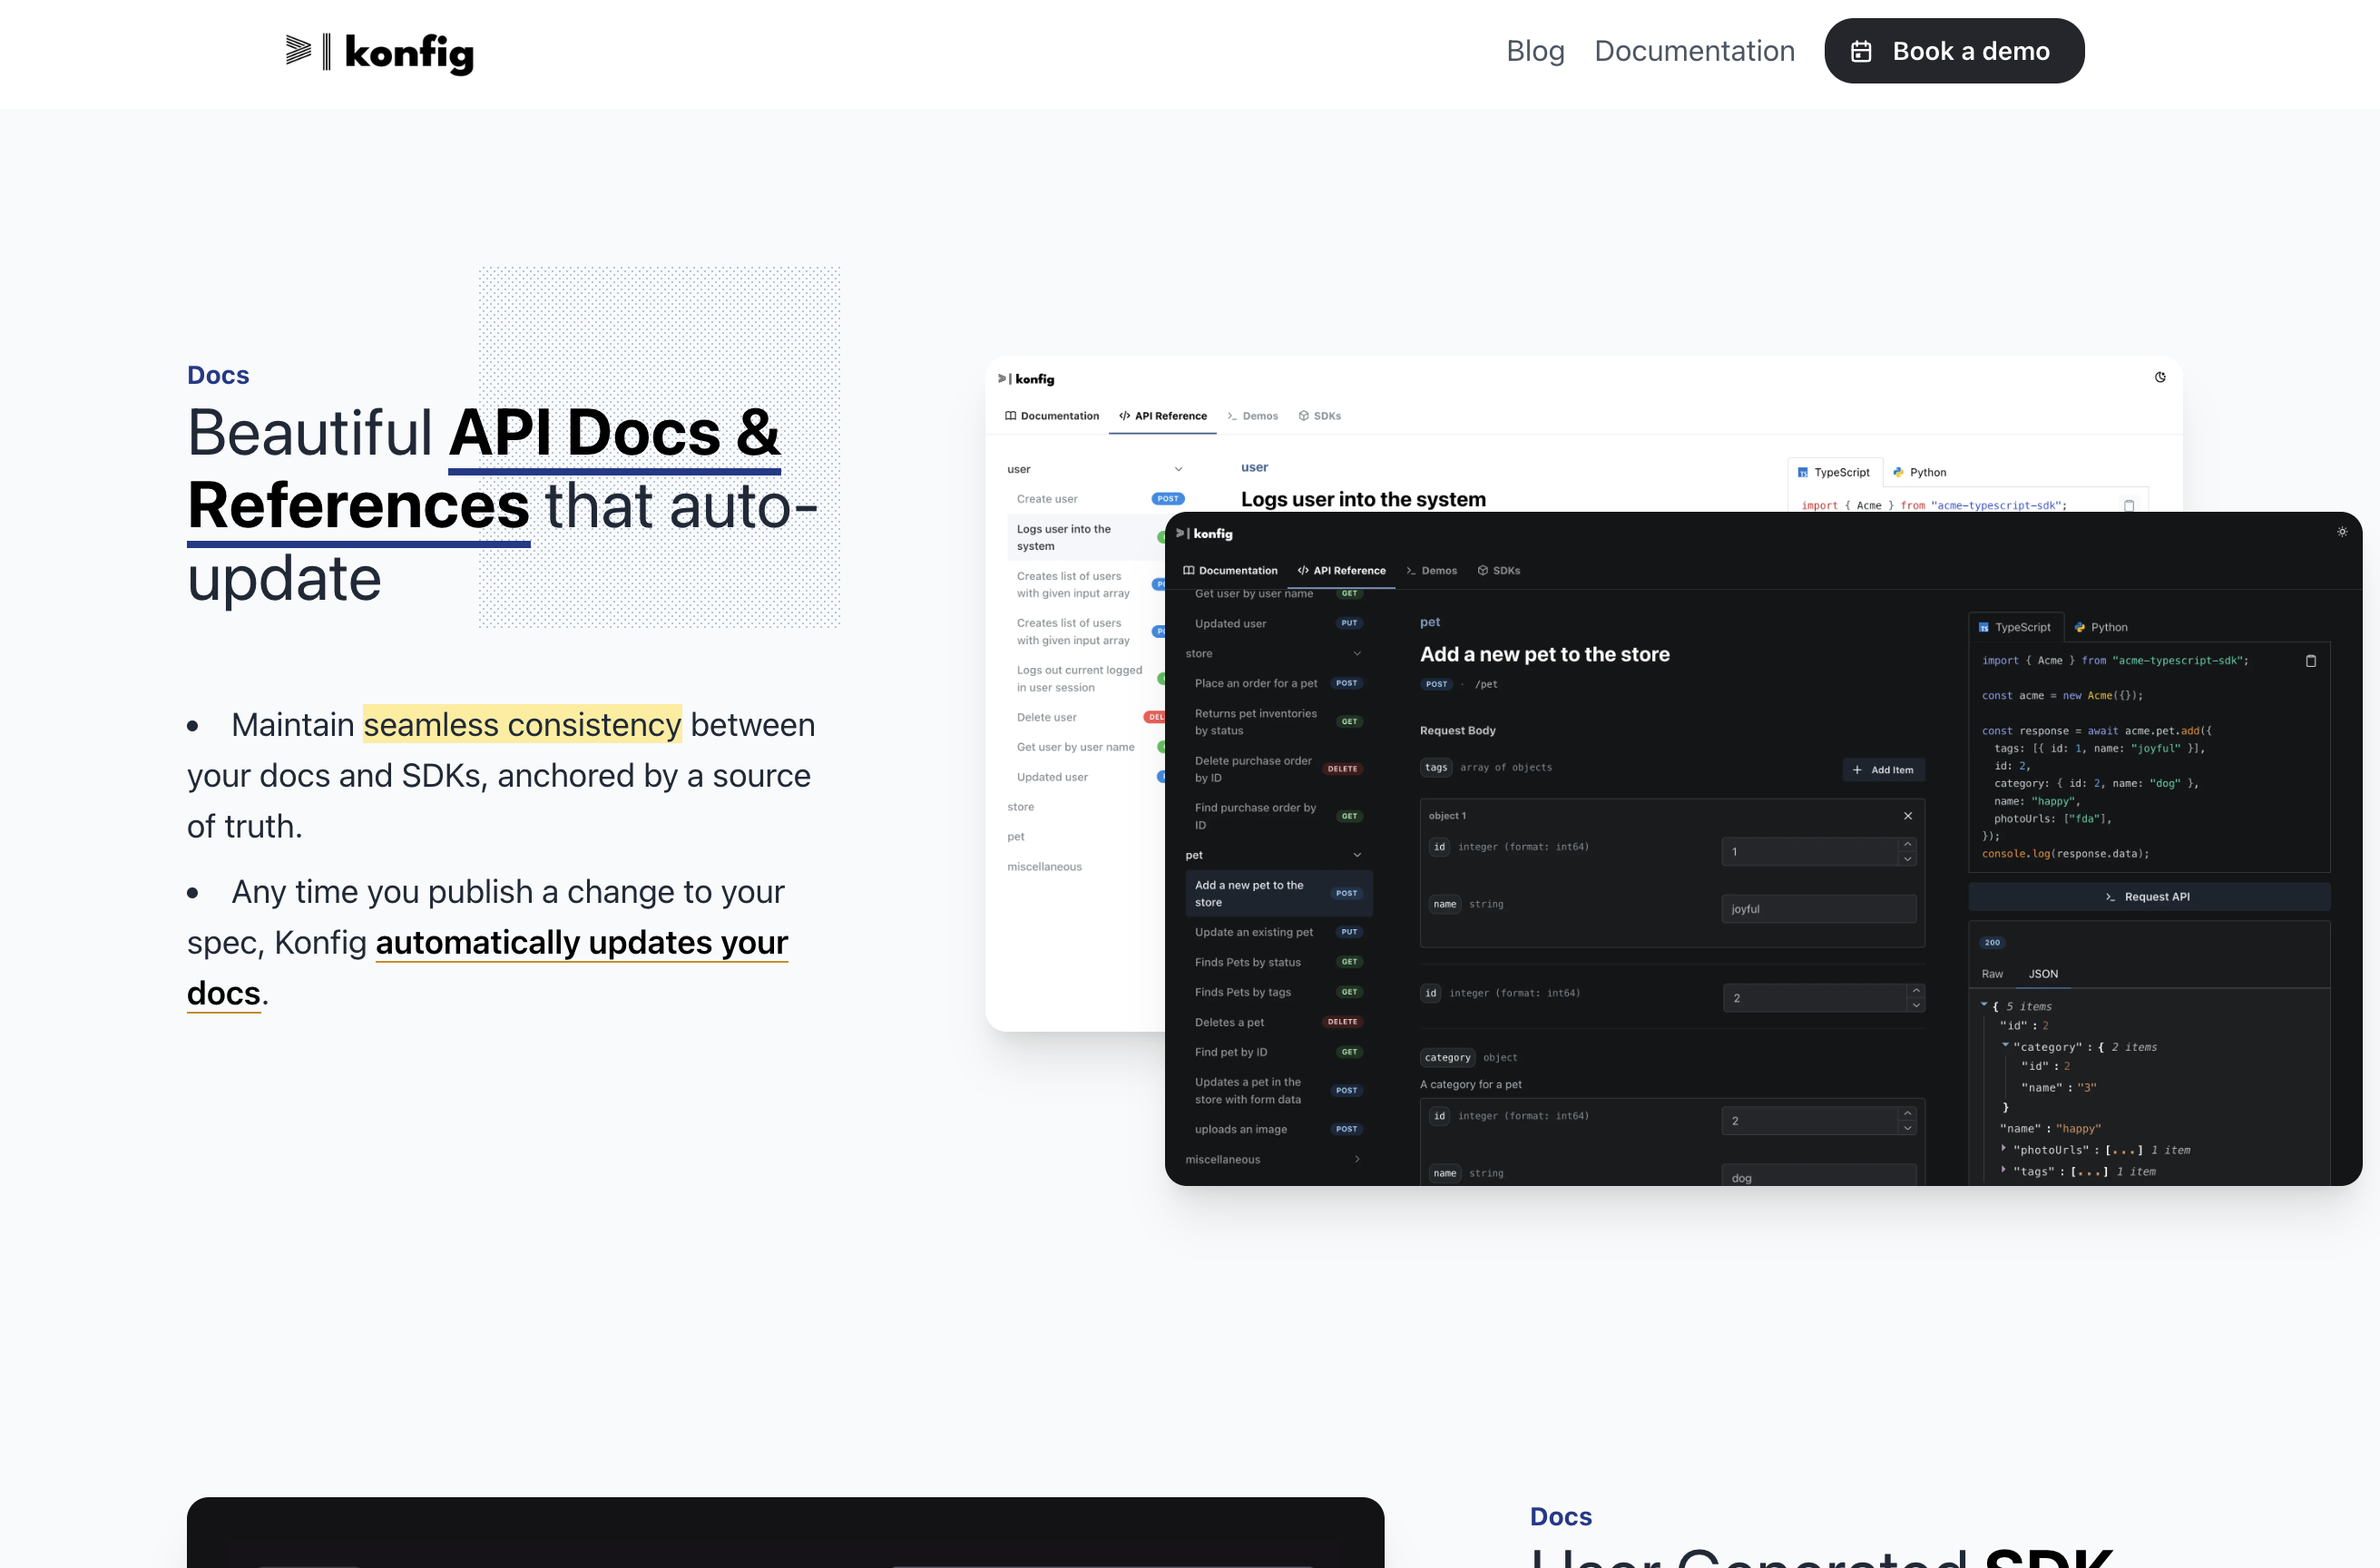 konfig
Blog
Documentation
Book a demo
Docs
Beautiful API Docs &
References that auto-
update
• Maintain seamless consistency between
your docs and SDKs, anchored by a source
of truth.
• Any time you publish a change to your
spec, Konfig automatically updates your
docs.
konfig
Documentation
API Reference
Demos
SDKs
user
Create user
POST
Logs user into the
system
Creates list of users
with given input array
Creates list of users
with given input array
Logs out current logged
in user session
Delete user
Get user by user name
Updated user
store
pet
miscellaneous
user
Logs user into the system
TypeScript
Python
import { Acme } from "acme-typescript-sdk";
konfig
Documentation
API Reference
Demos
SDKs
Get user by user name GET
Updated user PUT
store
Place an order for a pet POST
Returns pet inventories
by status GET
Delete purchase order
by ID DELETE
Find purchase order by
ID GET
pet
Add a new pet to the
store POST
Update an existing pet PUT
Finds Pets by status GET
Finds Pets by tags GET
Deletes a pet DELETE
Find pet by ID GET
Updates a pet in the
store with form data POST
uploads an image POST
miscellaneous
pet
Add a new pet to the store
POST · /pet
Request Body
tags array of objects
+ Add Item
object 1
id integer (format: int64) 1
name string joyful
id integer (format: int64) 2
category object
A category for a pet
id integer (format: int64) 2
name string dog
TypeScript
Python
import { Acme } from "acme-typescript-sdk";
const acme = new Acme({});
const response = await acme.pet.add({
tags: [{ id: 1, name: "joyful" }],
id: 2,
category: { id: 2, name: "dog" },
name: "happy",
photoUrls: ["fda"],
});
console.log(response.data);
Request API
200
Raw
JSON
{ 5 items
"id" : 2
"category" : { 2 items
"id" : 2
"name" : "3"
}
"name" : "happy"
"photoUrls" : [...] 1 item
"tags" : [...] 1 item
Docs
User Generated SDK